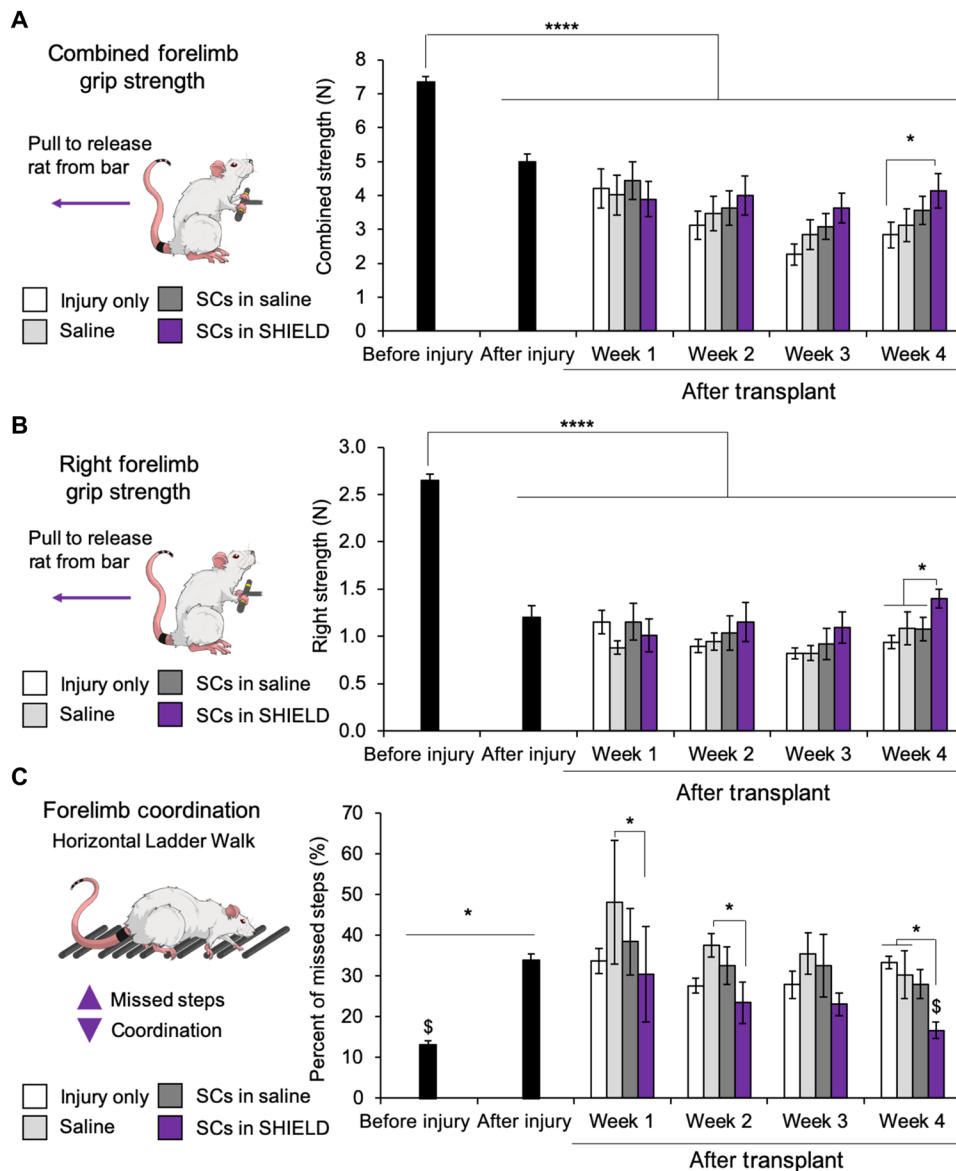 A
Combined forelimb
grip strength
Pull to release
rat from bar
Injury only
SCs in saline
Saline
SCs in SHIELD
Combined strength (N)
8
7
6
5
4
3
2
1
0
****
*
Before injury
After injury
Week 1
Week 2
Week 3
Week 4
After transplant
B
Right forelimb
grip strength
Pull to release
rat from bar
Injury only
SCs in saline
Saline
SCs in SHIELD
Right strength (N)
3.0
2.5
2.0
1.5
1.0
0.5
0.0
****
*
Before injury
After injury
Week 1
Week 2
Week 3
Week 4
After transplant
C
Forelimb coordination
Horizontal Ladder Walk
Missed steps
Coordination
Injury only
SCs in saline
Saline
SCs in SHIELD
Percent of missed steps (%)
70
60
50
40
30
20
10
0
*
$
*
*
*
$
Before injury
After injury
Week 1
Week 2
Week 3
Week 4
After transplant